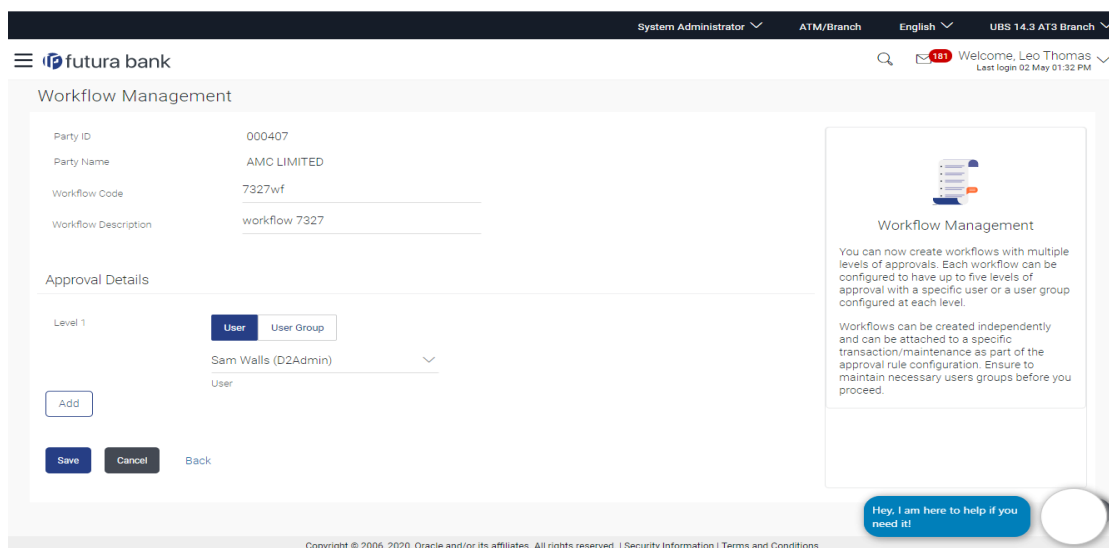 System Administrator ATM/Branch English UBS 14.3 AT3 Branch
futura bank 181 Welcome, Leo Thomas
Last login 02 May 01:32 PM
Workflow Management
Party ID 000407
Party Name AMC LIMITED
Workflow Code 7327wf
Workflow Description workflow 7327
Approval Details
Level 1 User User Group
Sam Walls (D2Admin)
User
Add
Save Cancel Back
Workflow Management
You can now create workflows with multiple
levels of approvals. Each workflow can be
configured to have up to five levels of
approval with a specific user or a user group
configured at each level.
Workflows can be created independently
and can be attached to a specific
transaction/maintenance as part of the
approval rule configuration. Ensure to
maintain necessary users groups before you
proceed.
Hey, I am here to help if you
need it!
Copyright © 2006, 2020, Oracle and/or its affiliates. All rights reserved. | Security Information | Terms and Conditions